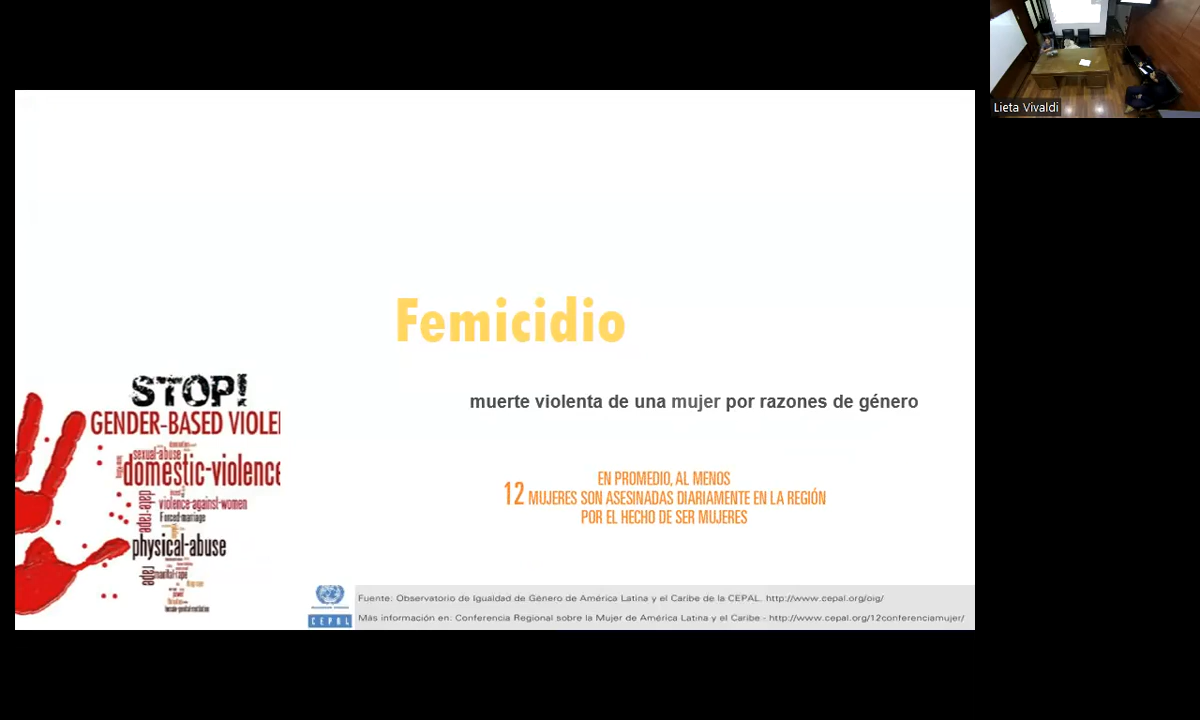 Lieta Vivaldi
Femicidio
muerte violenta de una mujer por razones de género
STOP!
GENDER-BASED VIOLE
sexual-abuse
domestic-violence
date-rape
violence-against-women
Forced-marriage
physical-abuse
rape
marital-rape
EN PROMEDIO, AL MENOS
12 MUJERES SON ASESINADAS DIARIAMENTE EN LA REGIÓN
POR EL HECHO DE SER MUJERES
CEPAL
Fuente: Observatorio de Igualdad de Género de América Latina y el Caribe de la CEPAL. http://www.cepal.org/oig/
Más información en: Conferencia Regional sobre la Mujer de América Latina y el Caribe - http://www.cepal.org/12conferenciamujer/